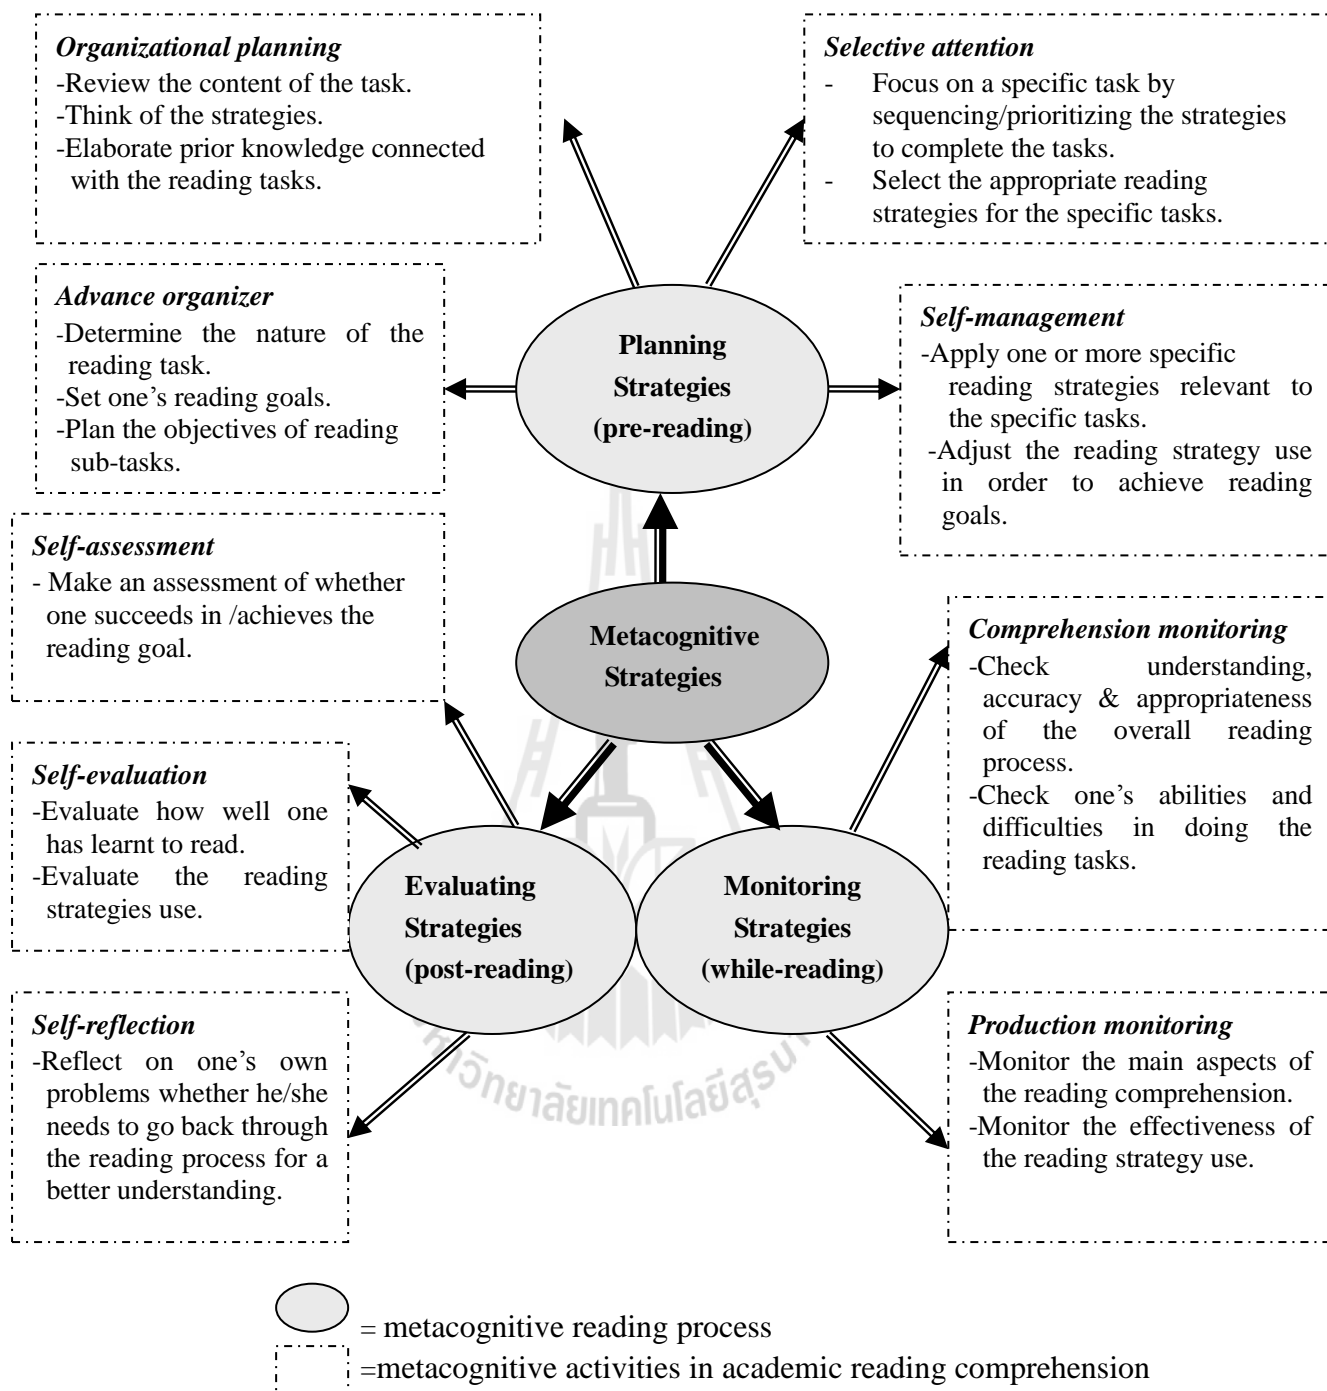 Organizational planning
-Review the content of the task.
-Think of the strategies.
-Elaborate prior knowledge connected
with the reading tasks.
Selective attention
- Focus on a specific task by
sequencing/prioritizing the strategies
to complete the tasks.
- Select the appropriate reading
strategies for the specific tasks.
Advance organizer
-Determine the nature of the
reading task.
-Set one’s reading goals.
-Plan the objectives of reading
sub-tasks.
Planning
Strategies
(pre-reading)
Self-management
-Apply one or more specific
reading strategies relevant to
the specific tasks.
-Adjust the reading strategy use
in order to achieve reading
goals.
Self-assessment
- Make an assessment of whether
one succeeds in /achieves the
reading goal.
Metacognitive
Strategies
Comprehension monitoring
-Check understanding,
accuracy & appropriateness
of the overall reading
process.
-Check one’s abilities and
difficulties in doing the
reading tasks.
Self-evaluation
-Evaluate how well one
has learnt to read.
-Evaluate the reading
strategies use.
Evaluating
Strategies
(post-reading)
Monitoring
Strategies
(while-reading)
Self-reflection
-Reflect on one’s own
problems whether he/she
needs to go back through
the reading process for a
better understanding.
Production monitoring
-Monitor the main aspects of
the reading comprehension.
-Monitor the effectiveness of
the reading strategy use.
= metacognitive reading process
=metacognitive activities in academic reading comprehension